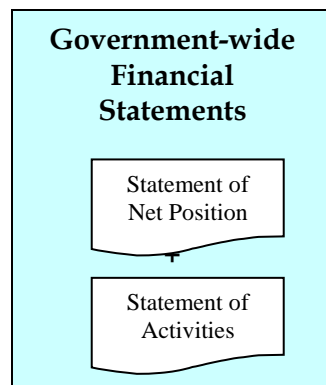 Government-wide
Financial
Statements
Statement of
Net Position
+
Statement of
Activities